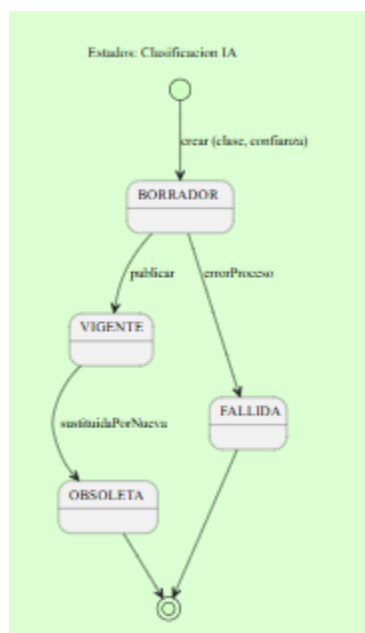 Estados: Clasificacion IA
crear (clase, confianza)
BORRADOR
publicar
errorProceso
VIGENTE
FALLIDA
sustituidaPorNueva
OBSOLETA